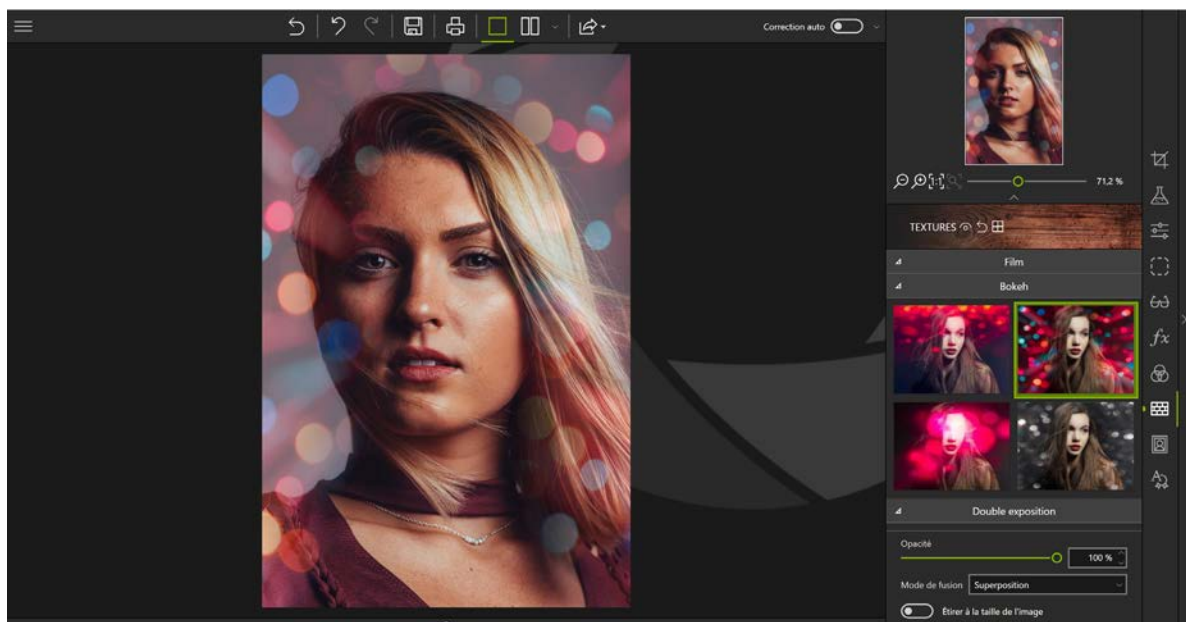 Correction auto
71,2 %
TEXTURES
Film
Bokeh
Double exposition
Opacité
100 %
Mode de fusion Superposition
Étirer à la taille de l'image